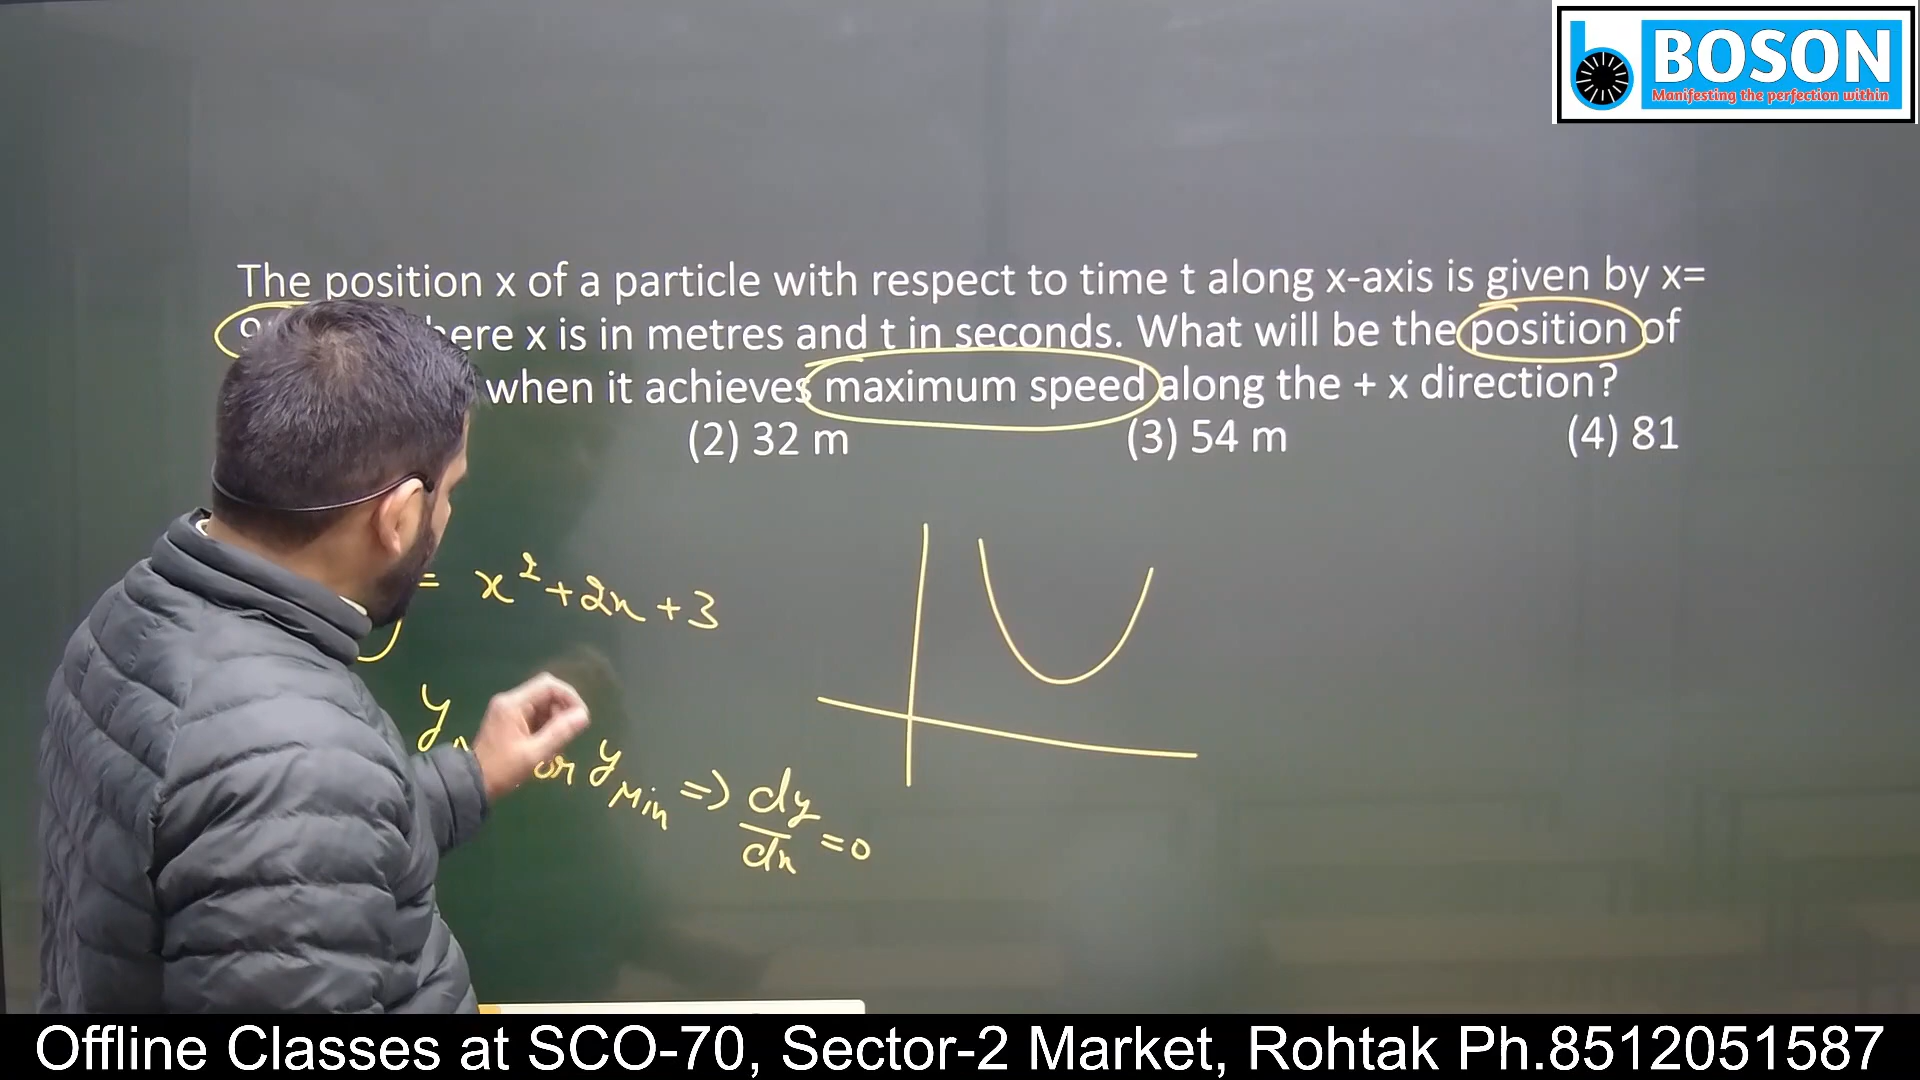 BOSON
Manifesting the perfection within
The position x of a particle with respect to time t along x-axis is given by x=
9 here x is in metres and t in seconds. What will be the position of
when it achieves maximum speed along the + x direction?
(2) 32 m (3) 54 m (4) 81
= x² + 2x + 3
y or yMin => dy/dx = 0
Offline Classes at SCO-70, Sector-2 Market, Rohtak Ph.8512051587